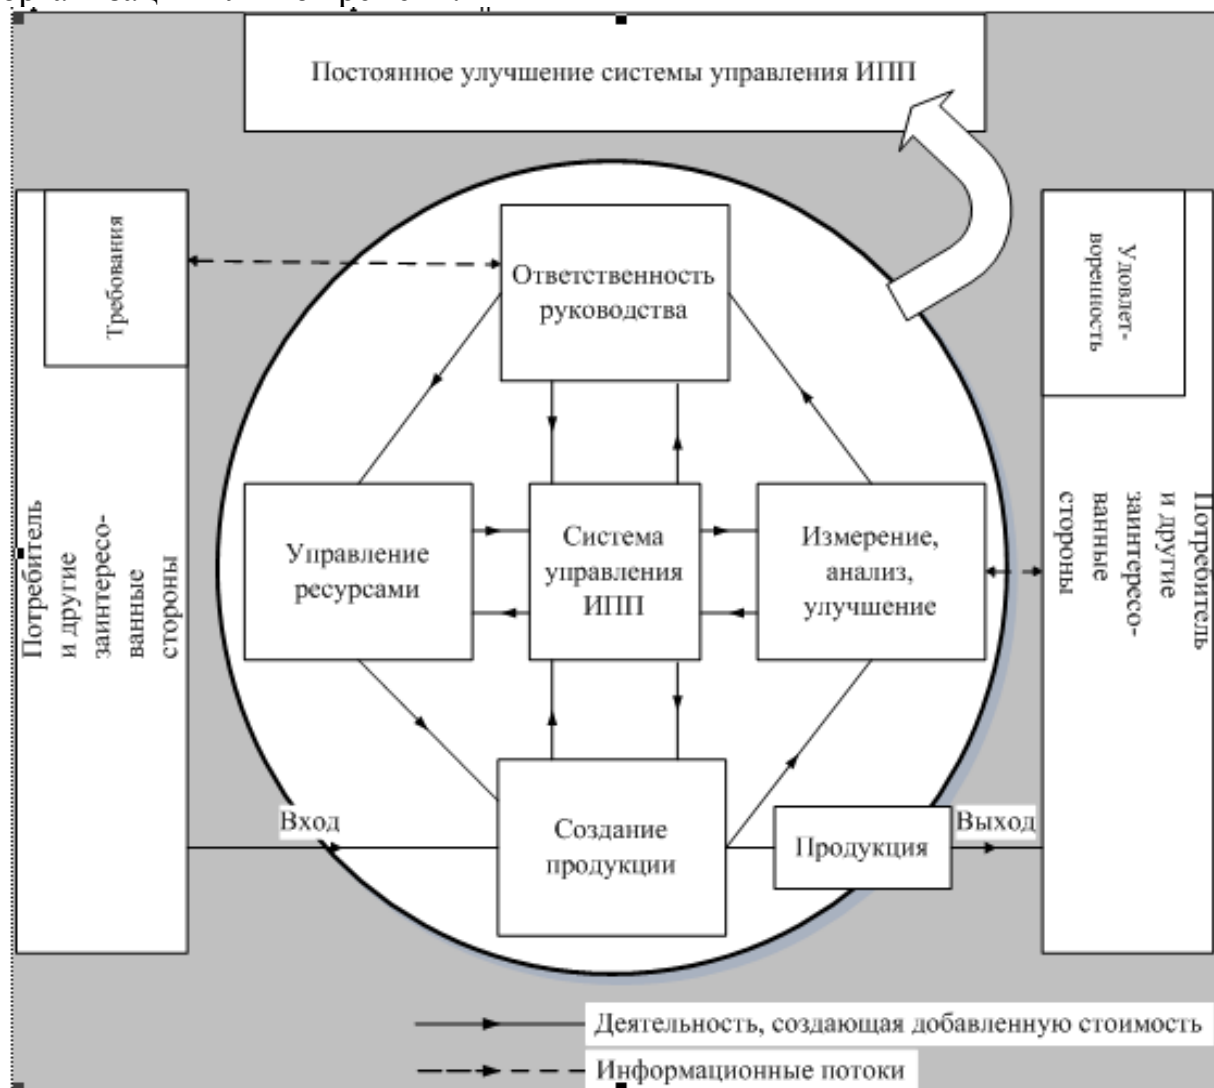 Постоянное улучшение системы управления ИПП
Требования
Ответственность
руководства
Удовлет-
воренность
Потребитель
и другие
заинтересо-
ванные
стороны
Управление
ресурсами
Система
управления
ИПП
Измерение,
анализ,
улучшение
Потребитель
и другие
заинтересо-
ванные
стороны
Вход
Создание
продукции
Продукция
Выход
Деятельность, создающая добавленную стоимость
Информационные потоки